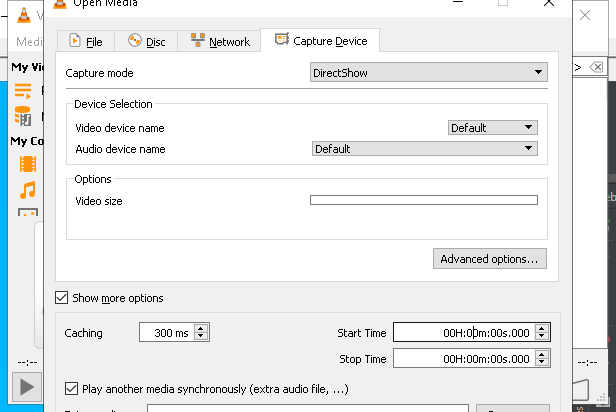 Open Media
Medi
File
Disc
Network
Capture Device
My Vi
Capture mode
DirectShow
Device Selection
Video device name
Default
My Co
Audio device name
Default
Options
Video size
Advanced options...
Show more options
Caching
300 ms
Start Time
00H:00m:00s.000
--:--
Stop Time
00H:00m:00s.000
--:--
Play another media synchronously (extra audio file, ...)